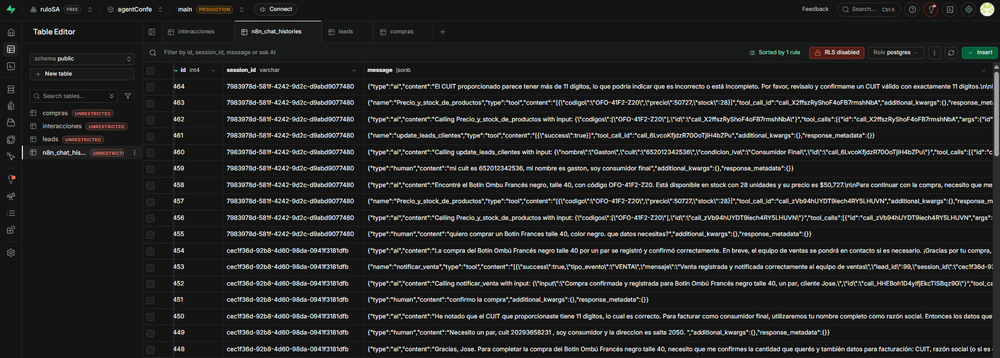 ruloSA FREE agentConfe main PRODUCTION Connect Feedback Search... Ctrl K
Table Editor
interacciones n8n_chat_histories leads compras
schema public
New table
Search tables...
compras UNRESTRICTED
interacciones UNRESTRICTED
leads UNRESTRICTED
n8n_chat_his... UNRESTRICTI
Filter by id, session_id, message or ask AI Sorted by 1 rule RLS disabled Role postgres Insert
id int4 session_id varchar message jsonb
464 7983978d-581f-4242-9d2c-d9abd9077480 {"type":"ai","content":"El CUIT proporcionado parece tener más de 11 dígitos, lo que podría indicar que es incorrecto o está incompleto. Por favor, revisalo y confirmame un CUIT válido con exactamente 11 dígitos.\n\n
463 7983978d-581f-4242-9d2c-d9abd9077480 {"name":"Precio_y_stock_de_productos","type":"tool","content":"[{\"codigo\":\"OFO-41F2-Z20\",\"precio\":50727,\"stock\":28}]","tool_call_id":"call_X2ffszRyShoF4oFB7rmshNbA","additional_kwargs":{},"response_meta
462 7983978d-581f-4242-9d2c-d9abd9077480 {"type":"ai","content":"Calling Precio_y_stock_de_productos with input: {\"codigos\":[\"OFO-41F2-Z20\"],\"id\":\"call_X2ffszRyShoF4oFB7rmshNbA\"}","tool_calls":[{"id":"call_X2ffszRyShoF4oFB7rmshNbA","args":{"id"
461 7983978d-581f-4242-9d2c-d9abd9077480 {"name":"update_leads_clientes","type":"tool","content":"[{\"success\":true}]","tool_call_id":"call_6LvcoKfjdzR70OoTjlH4bZPu","additional_kwargs":{},"response_metadata":{}}
460 7983978d-581f-4242-9d2c-d9abd9077480 {"type":"ai","content":"Calling update_leads_clientes with input: {\"nombre\":\"Gaston\",\"cuit\":\"652012342536\",\"condicion_iva\":\"Consumidor Final\",\"id\":\"call_6LvcoKfjdzR70OoTjlH4bZPu\"}","tool_calls":[{"id":"c
459 7983978d-581f-4242-9d2c-d9abd9077480 {"type":"human","content":"mi cuit es 652012342536, mi nombre es gaston, soy consumidor final","additional_kwargs":{},"response_metadata":{}}
458 7983978d-581f-4242-9d2c-d9abd9077480 {"type":"ai","content":"Encontré el Botín Ombu Francés negro, talle 40, con código OFO-41F2-Z20. Está disponible en stock con 28 unidades y su precio es $50,727.\n\nPara continuar con la compra, necesito que me
457 7983978d-581f-4242-9d2c-d9abd9077480 {"name":"Precio_y_stock_de_productos","type":"tool","content":"[{\"codigo\":\"OFO-41F2-Z20\",\"precio\":50727,\"stock\":28}]","tool_call_id":"call_zVb94hUYDT9iech4RY5LHUVN","additional_kwargs":{},"response_m
456 7983978d-581f-4242-9d2c-d9abd9077480 {"type":"ai","content":"Calling Precio_y_stock_de_productos with input: {\"codigos\":[\"OFO-41F2-Z20\"],\"id\":\"call_zVb94hUYDT9iech4RY5LHUVN\"}","tool_calls":[{"id":"call_zVb94hUYDT9iech4RY5LHUVN","args":
455 7983978d-581f-4242-9d2c-d9abd9077480 {"type":"human","content":"quiero comprar un Botin Frances talle 40, color negro. que datos necesitas?","additional_kwargs":{},"response_metadata":{}}
454 cec1f36d-92b8-4d60-98da-0941f3181dfb {"type":"ai","content":"La compra del Botín Ombú Francés negro talle 40 por un par se registró y confirmó correctamente. En breve, el equipo de ventas se pondrá en contacto si es necesario. ¡Gracias por tu compra,
453 cec1f36d-92b8-4d60-98da-0941f3181dfb {"name":"notificar_venta","type":"tool","content":"[{\"success\":true,\"tipo_evento\":\"VENTA\",\"mensaje\":\"Venta registrada y notificada correctamente al equipo de ventas\",\"lead_id\":99,\"session_id\":\"cec1f36d-92
452 cec1f36d-92b8-4d60-98da-0941f3181dfb {"type":"ai","content":"Calling notificar_venta with input: {\"input\":\"Compra confirmada y registrada para Botín Ombú Francés negro talle 40, un par, cliente Jose.\",\"id\":\"call_HHEBoh1D4ylfjEkcTISBqz9G\"}","tool_ca
451 cec1f36d-92b8-4d60-98da-0941f3181dfb {"type":"human","content":"confirmo la compra","additional_kwargs":{},"response_metadata":{}}
450 cec1f36d-92b8-4d60-98da-0941f3181dfb {"type":"ai","content":"He notado que el CUIT que proporcionaste tiene 11 dígitos, lo cual es correcto. Para facturar como consumidor final, utilizaremos tu nombre completo como razón social. Entonces los datos que
449 cec1f36d-92b8-4d60-98da-0941f3181dfb {"type":"human","content":"Necesito un par, cuit 20293658231 , soy consumidor y la direccion es salta 2050. ","additional_kwargs":{},"response_metadata":{}}
448 cec1f36d-92b8-4d60-98da-0941f3181dfb {"type":"ai","content":"Gracias, Jose. Para completar la compra del Botín Ombú Francés negro talle 40, necesito que me confirmes la cantidad que querés y también datos para facturación: CUIT, razón social (o si es